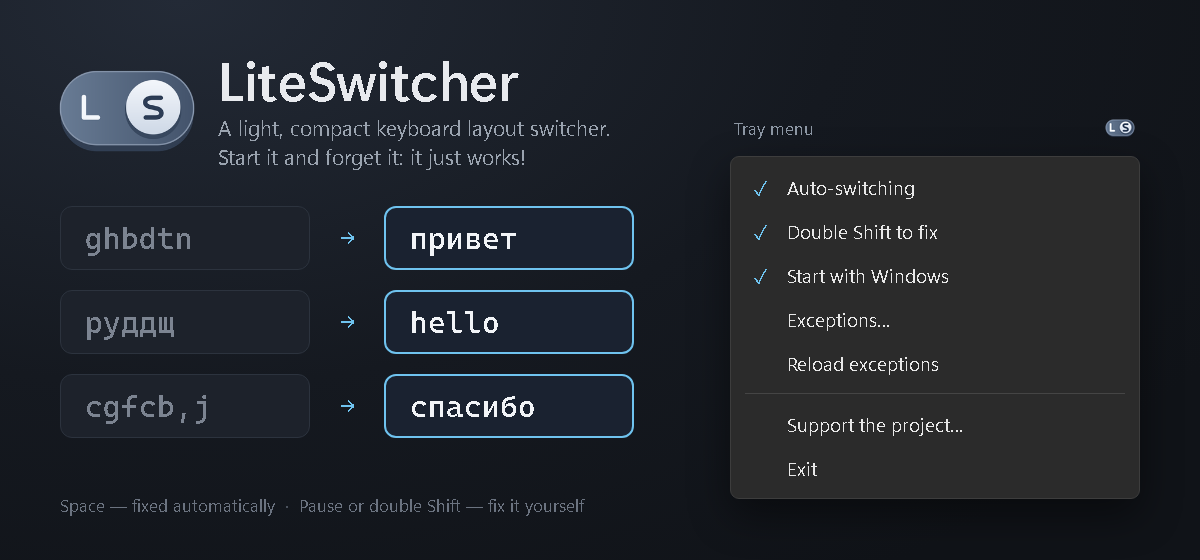 L S
LiteSwitcher
A light, compact keyboard layout switcher.
Start it and forget it: it just works!
ghbdtn → привет
руддщ → hello
cgfcb,j → спасибо
Space — fixed automatically · Pause or double Shift — fix it yourself
Tray menu
L S
✓ Auto-switching
✓ Double Shift to fix
✓ Start with Windows
Exceptions...
Reload exceptions
Support the project...
Exit